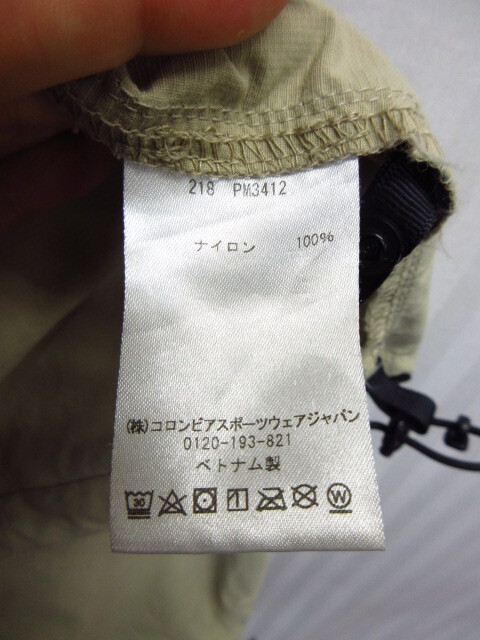 218 PM3412
ナイロン 100%
(株)コロンビアスポーツウェアジャパン
0120-193-821
ベトナム製
30
W